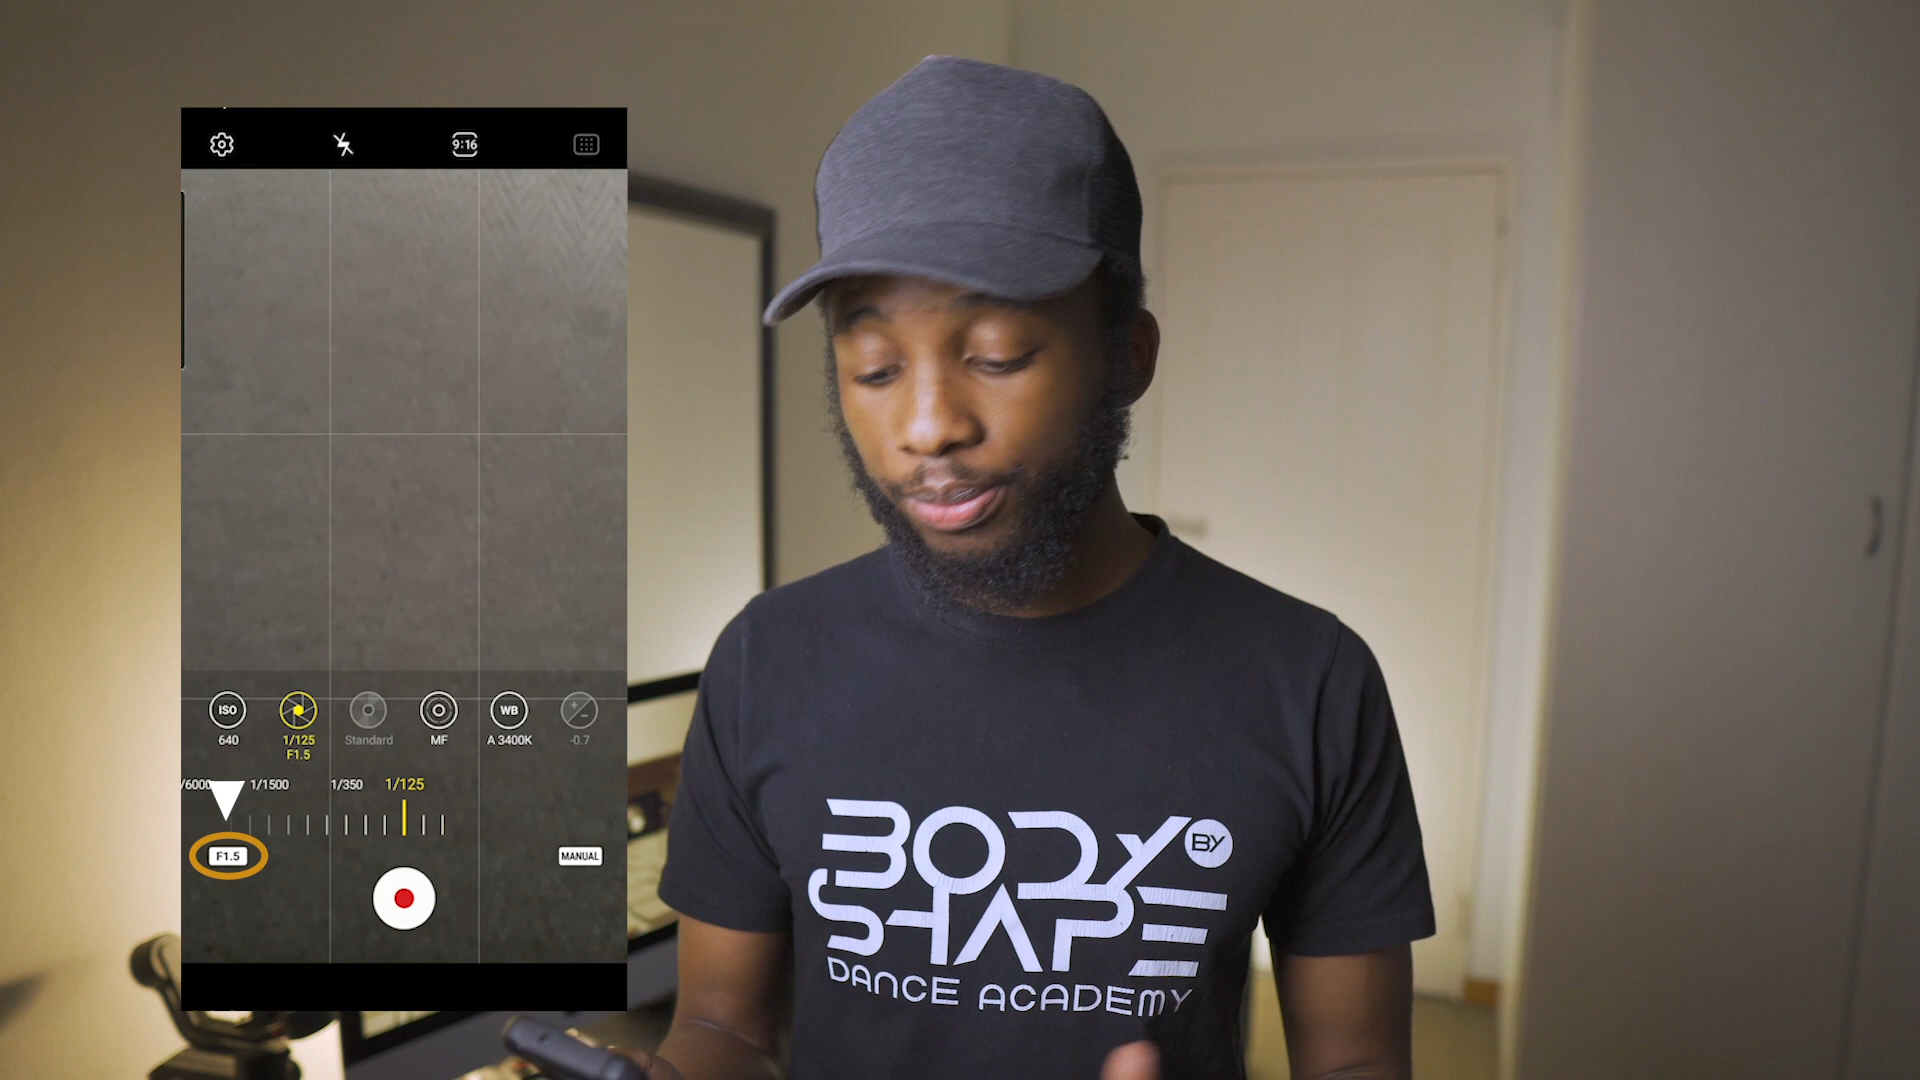 9:16
ISO
WB
640
1/125
F1.5
Standard
MF
A 3400K
-0.7
/6000
1/1500
1/350
1/125
F1.5
MANUAL
BODY BY
SHAPE
DANCE ACADEMY